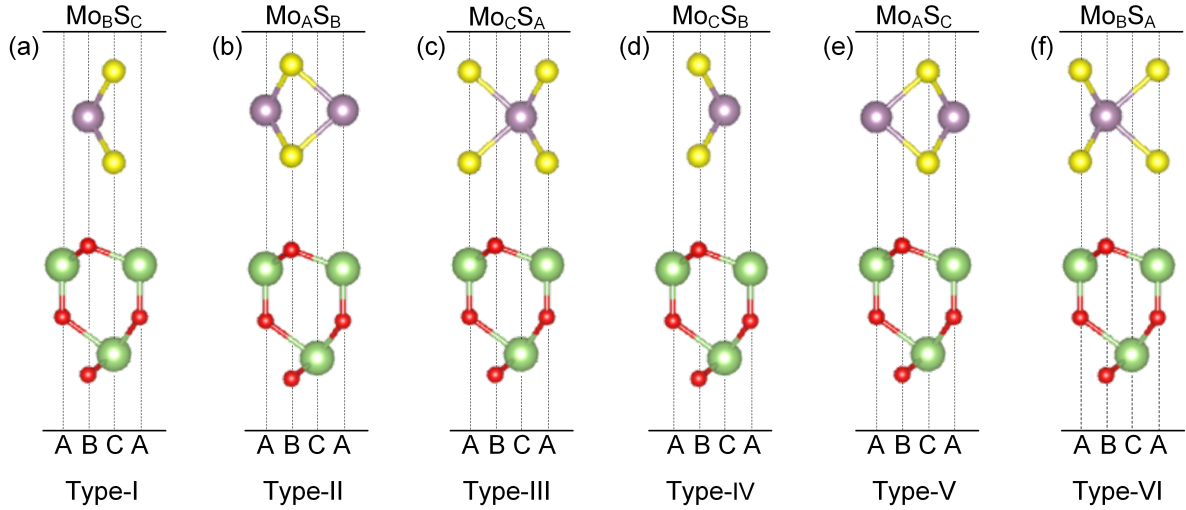 Mo_BS_C Mo_AS_B Mo_CS_A Mo_CS_B Mo_AS_C Mo_BS_A
(a) (b) (c) (d) (e) (f)
A B C A A B C A A B C A A B C A A B C A A B C A
Type-I Type-II Type-III Type-IV Type-V Type-VI